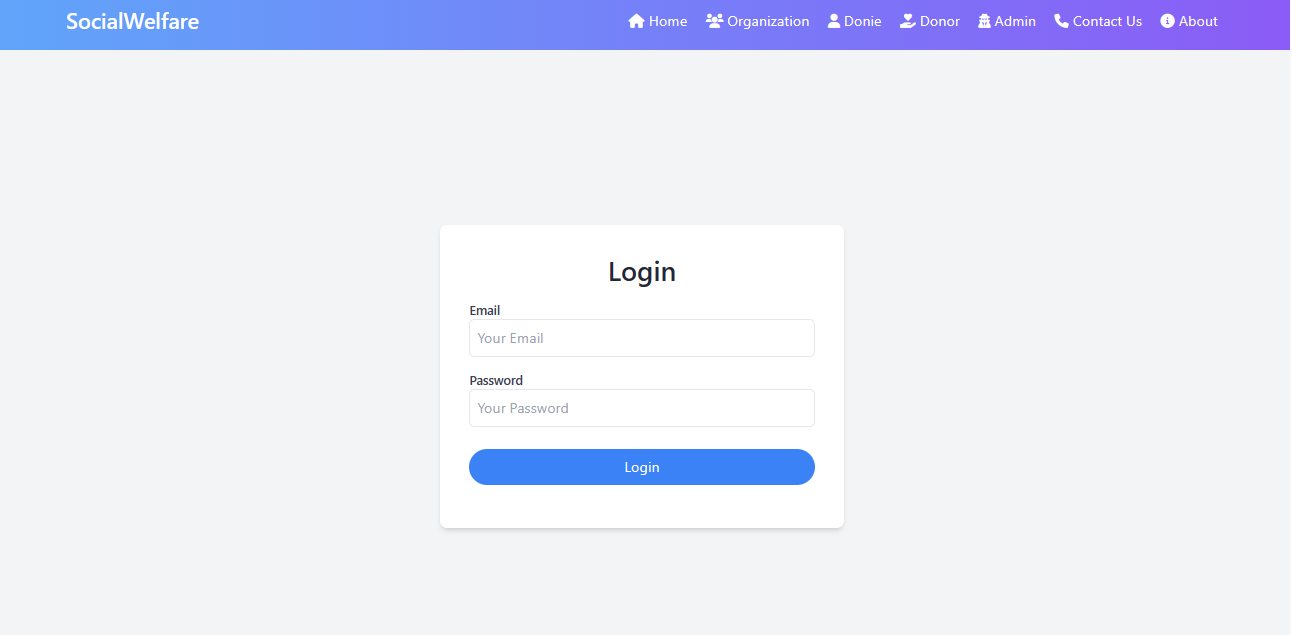 SocialWelfare Home Organization Donie Donor Admin Contact Us About
Login
Email
Your Email
Password
Your Password
Login